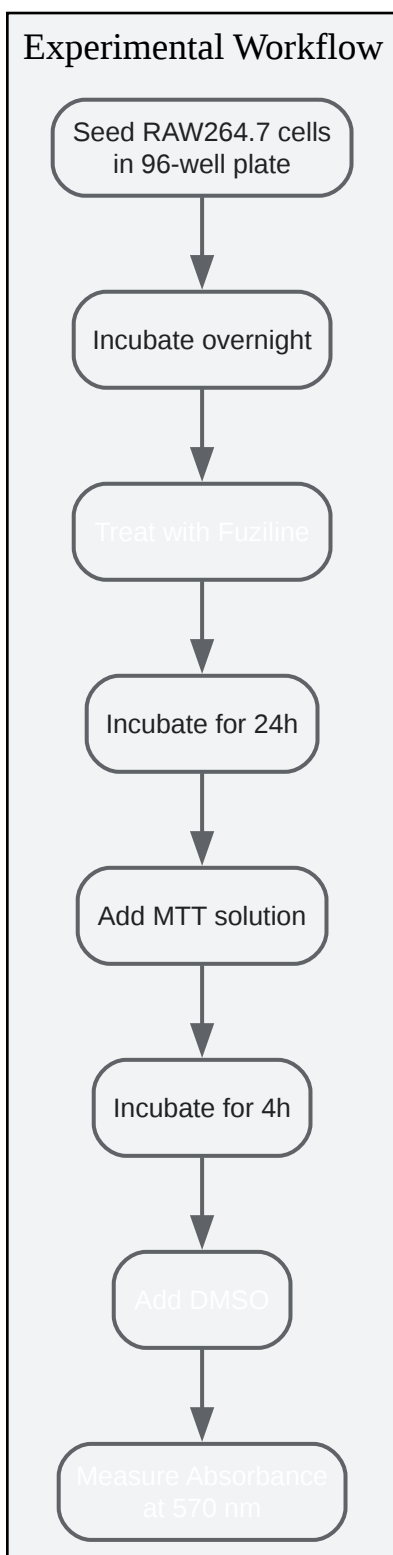 Experimental Workflow
Seed RAW264.7 cells
in 96-well plate
Incubate overnight
Treat with Fuziline
Incubate for 24h
Add MTT solution
Incubate for 4h
Add DMSO
Measure Absorbance
at 570 nm